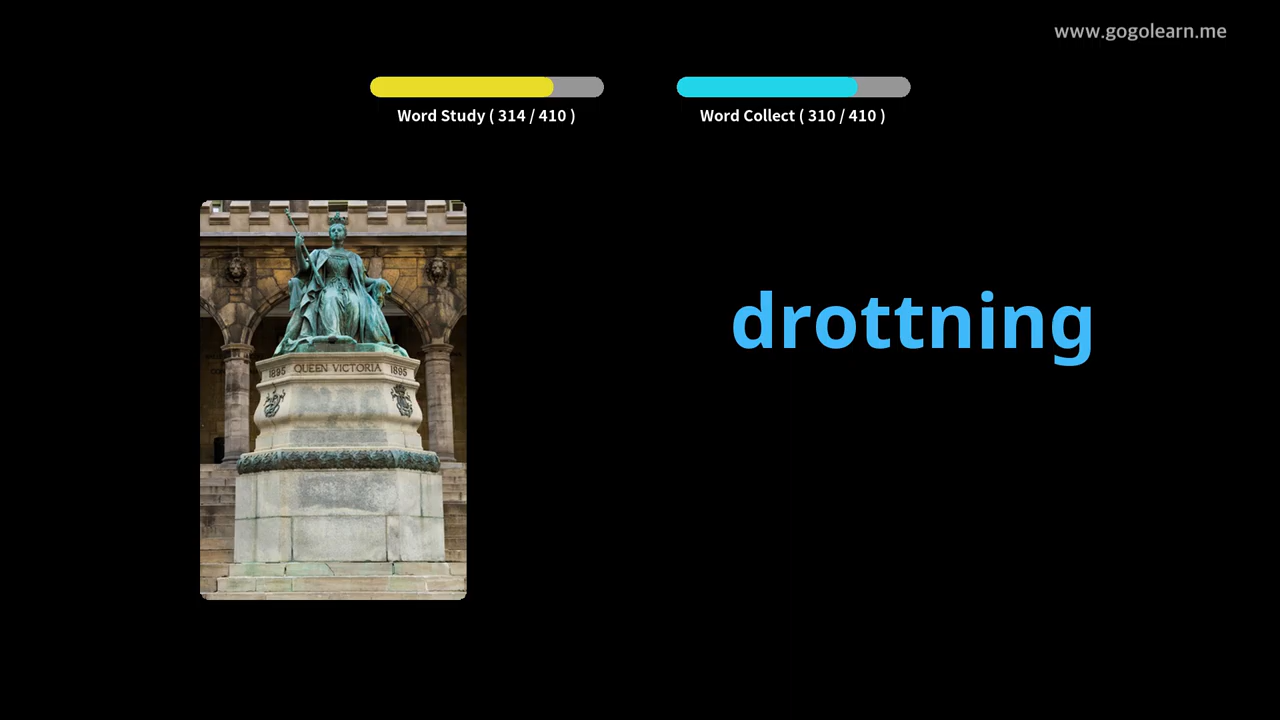 www.gogolearn.me
Word Study ( 314 / 410 )
Word Collect ( 310 / 410 )
drottning
1895 QUEEN VICTORIA 1895